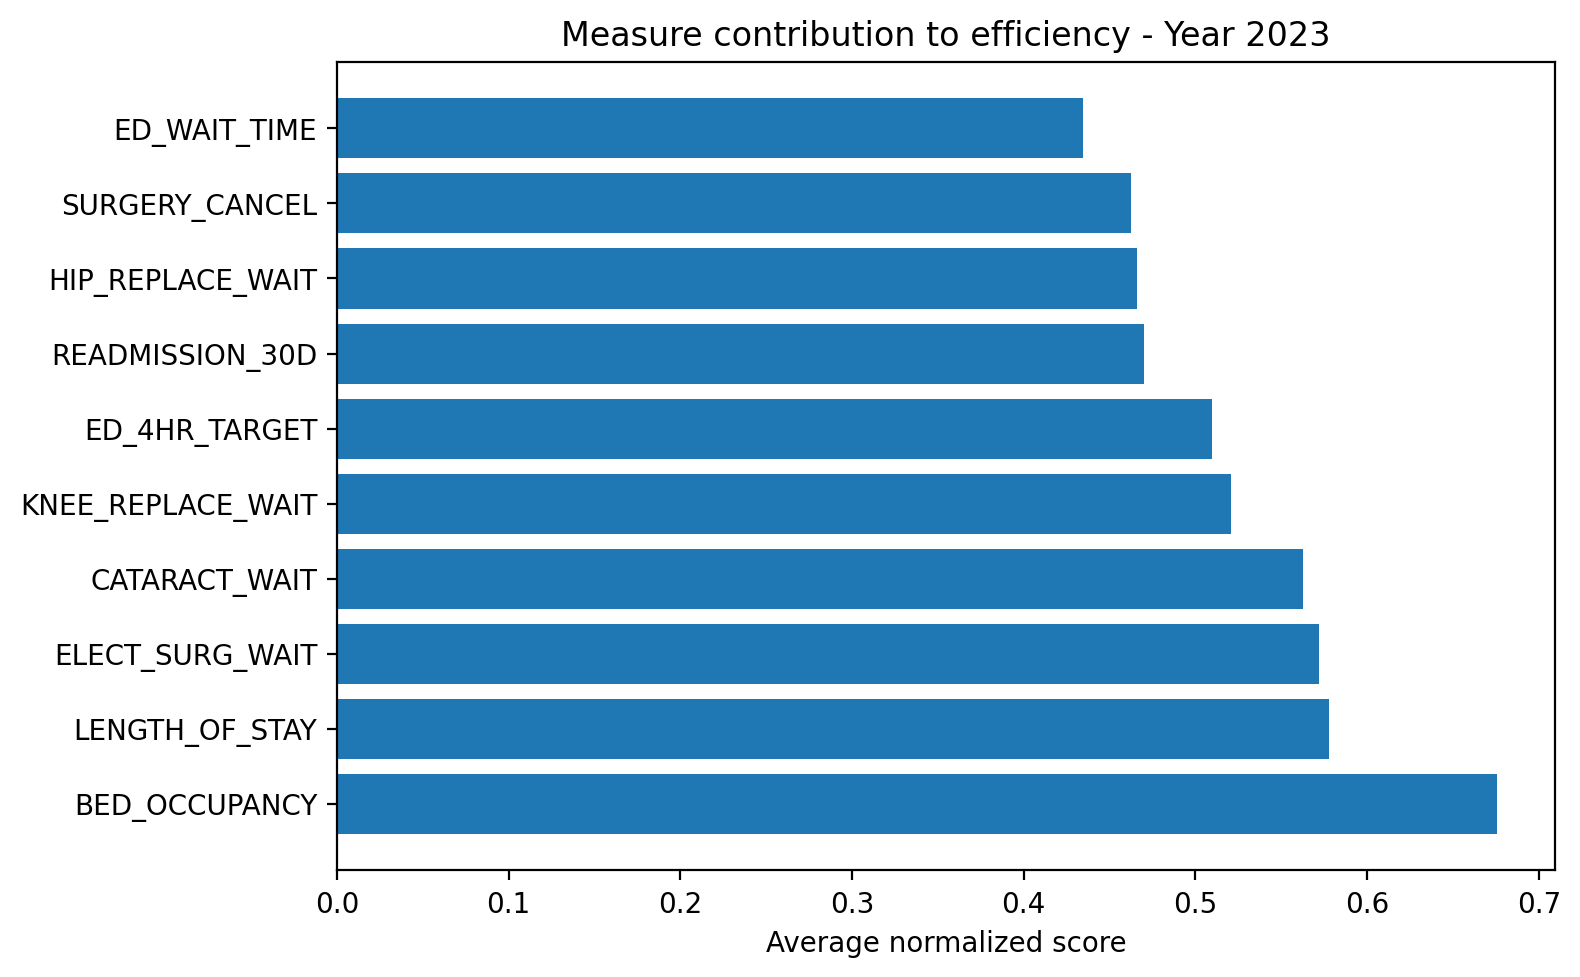 Measure contribution to efficiency - Year 2023
ED_WAIT_TIME
SURGERY_CANCEL
HIP_REPLACE_WAIT
READMISSION_30D
ED_4HR_TARGET
KNEE_REPLACE_WAIT
CATARACT_WAIT
ELECT_SURG_WAIT
LENGTH_OF_STAY
BED_OCCUPANCY
0.0 0.1 0.2 0.3 0.4 0.5 0.6 0.7
Average normalized score